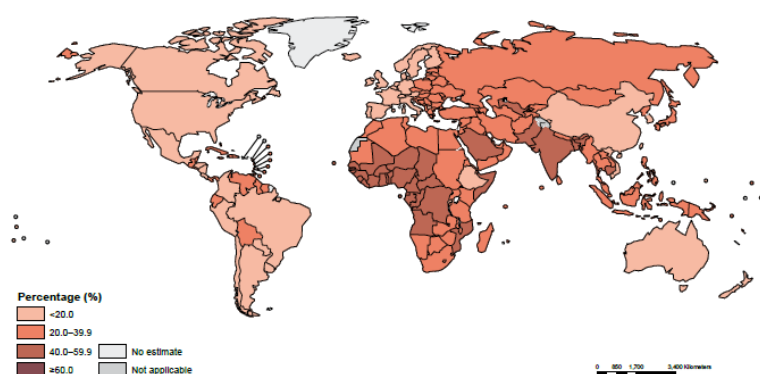 Percentage (%)
<20.0
20.0–39.9
40.0–59.9
≥60.0
No estimate
Not applicable
0 850 1,700 3,400 Kilometers